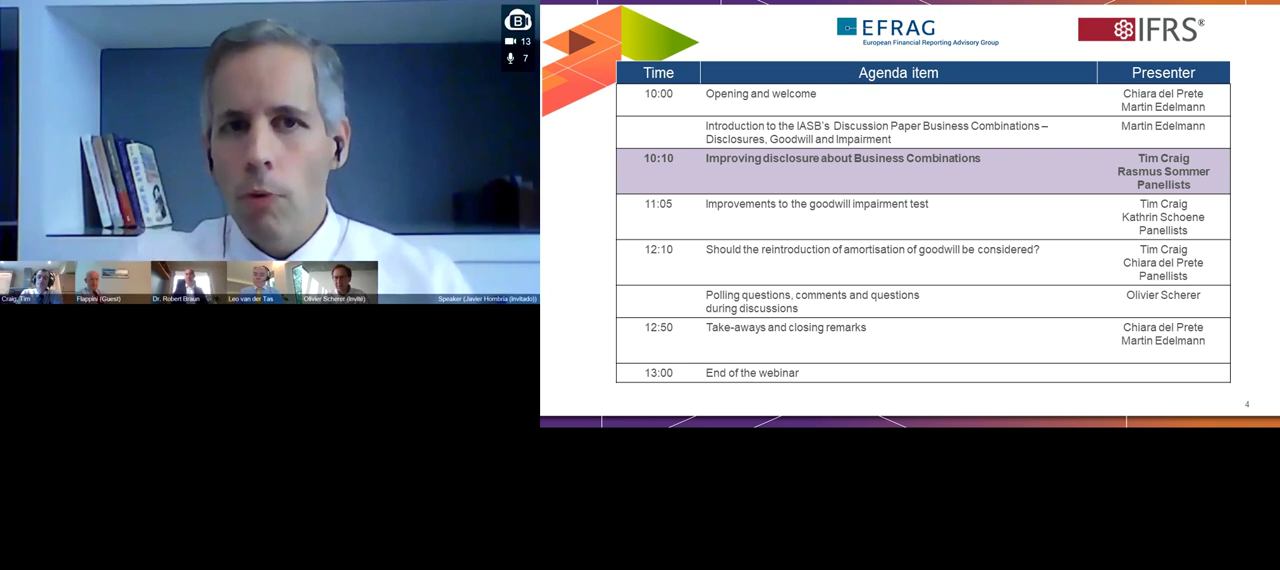 B
13
7
Craig, Tim
Flappini (Guest)
Dr. Robert Braun
Leo van der Tas
Olivier Scherer (Invité)
Speaker (Javier Hombria (Invitado))
EFRAG
European Financial Reporting Advisory Group
IFRS®
Time Agenda item Presenter
10:00 Opening and welcome Chiara del Prete
Martin Edelmann
Introduction to the IASB's Discussion Paper Business Combinations – Martin Edelmann
Disclosures, Goodwill and Impairment
10:10 Improving disclosure about Business Combinations Tim Craig
Rasmus Sommer
Panellists
11:05 Improvements to the goodwill impairment test Tim Craig
Kathrin Schoene
Panellists
12:10 Should the reintroduction of amortisation of goodwill be considered? Tim Craig
Chiara del Prete
Panellists
Polling questions, comments and questions Olivier Scherer
during discussions
12:50 Take-aways and closing remarks Chiara del Prete
Martin Edelmann
13:00 End of the webinar
4